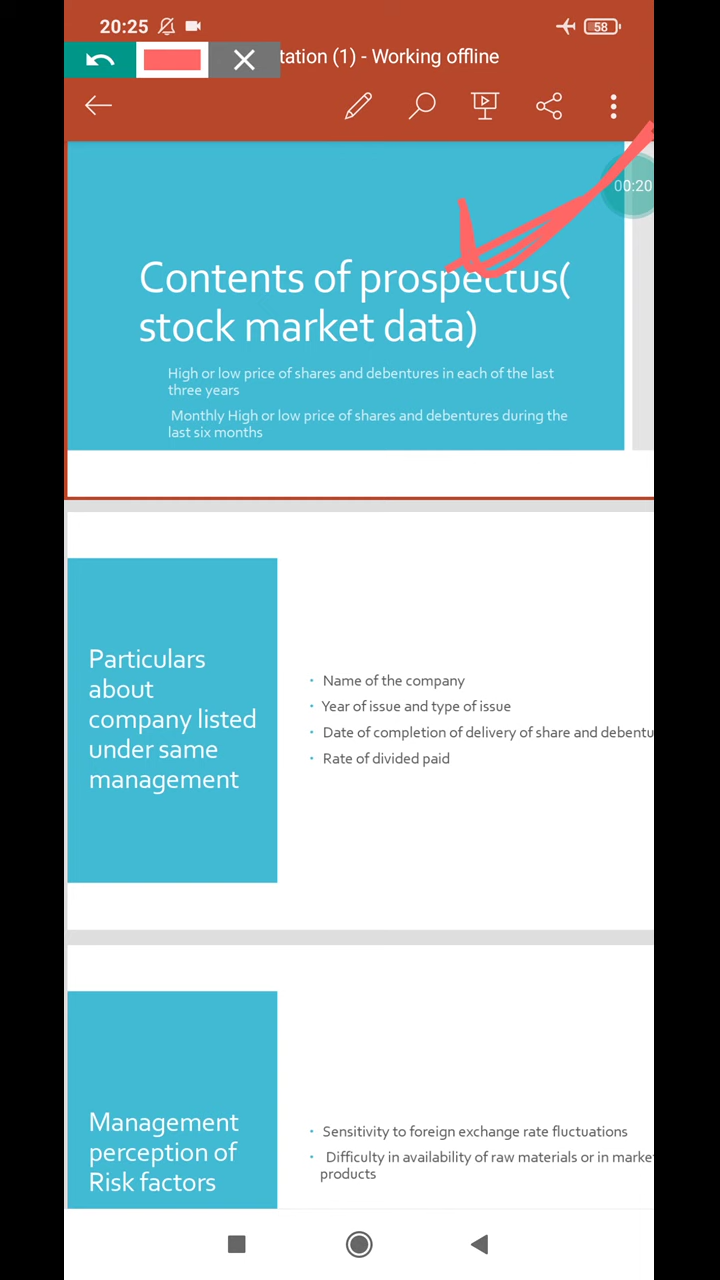 20:25
58
tation (1) - Working offline
00:20
Contents of prospectus(
stock market data)
High or low price of shares and debentures in each of the last
three years
Monthly High or low price of shares and debentures during the
last six months
Particulars
about
company listed
under same
management
• Name of the company
• Year of issue and type of issue
• Date of completion of delivery of share and debentu
• Rate of divided paid
Management
perception of
Risk factors
• Sensitivity to foreign exchange rate fluctuations
• Difficulty in availability of raw materials or in market
products